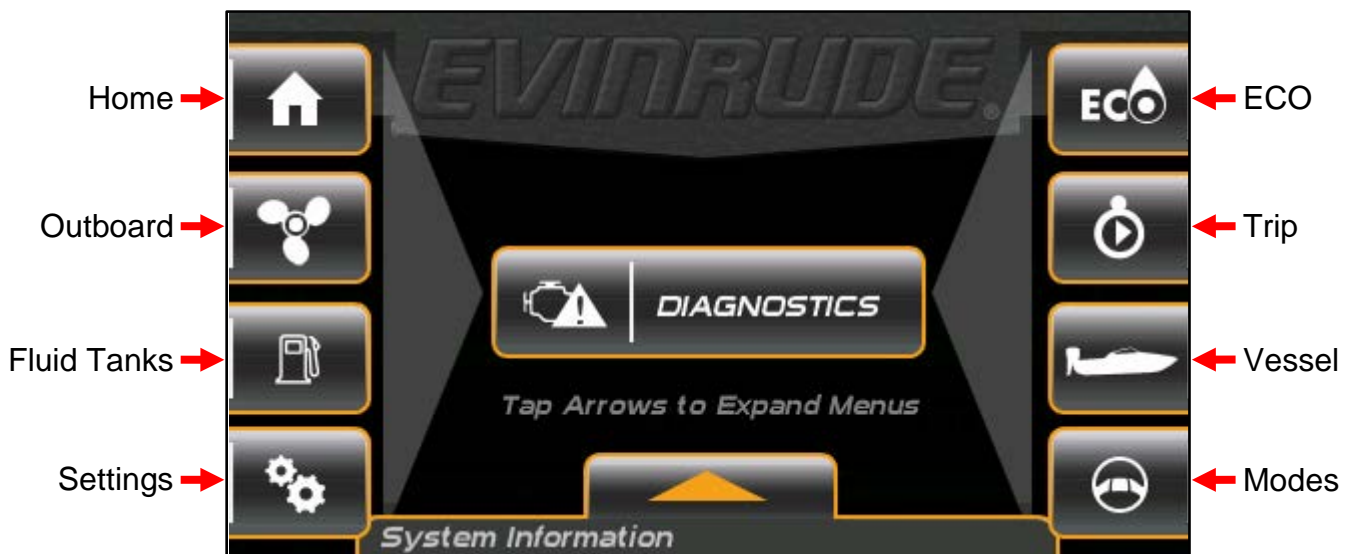 EVINRUDE®
Home
ECO
ECO
Outboard
Trip
DIAGNOSTICS
Fluid Tanks
Vessel
Tap Arrows to Expand Menus
Settings
Modes
System Information